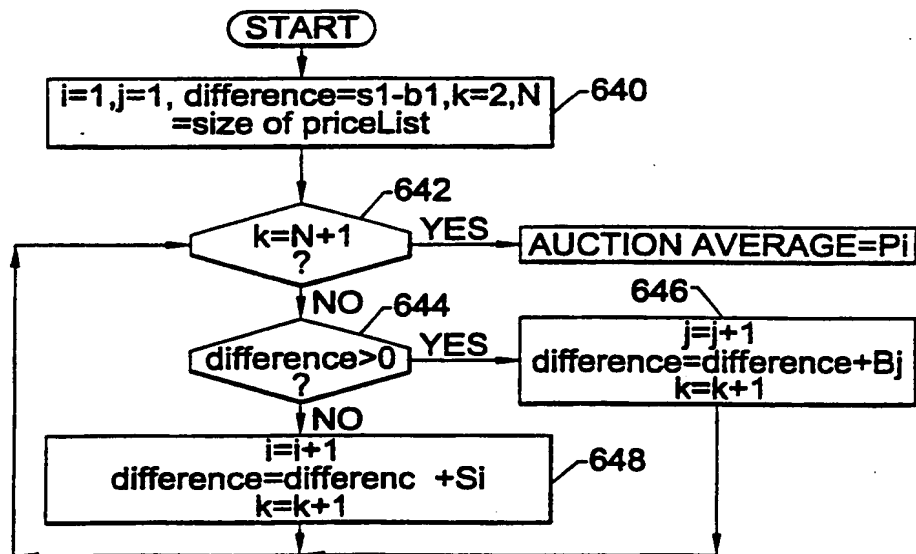 START
i=1,j=1, difference=s1-b1,k=2,N
=size of priceList
640
642
k=N+1
?
YES
AUCTION AVERAGE=Pi
NO
644
646
difference>0
?
YES
j=j+1
difference=difference+Bj
k=k+1
NO
i=i+1
difference=differenc +Si
k=k+1
648